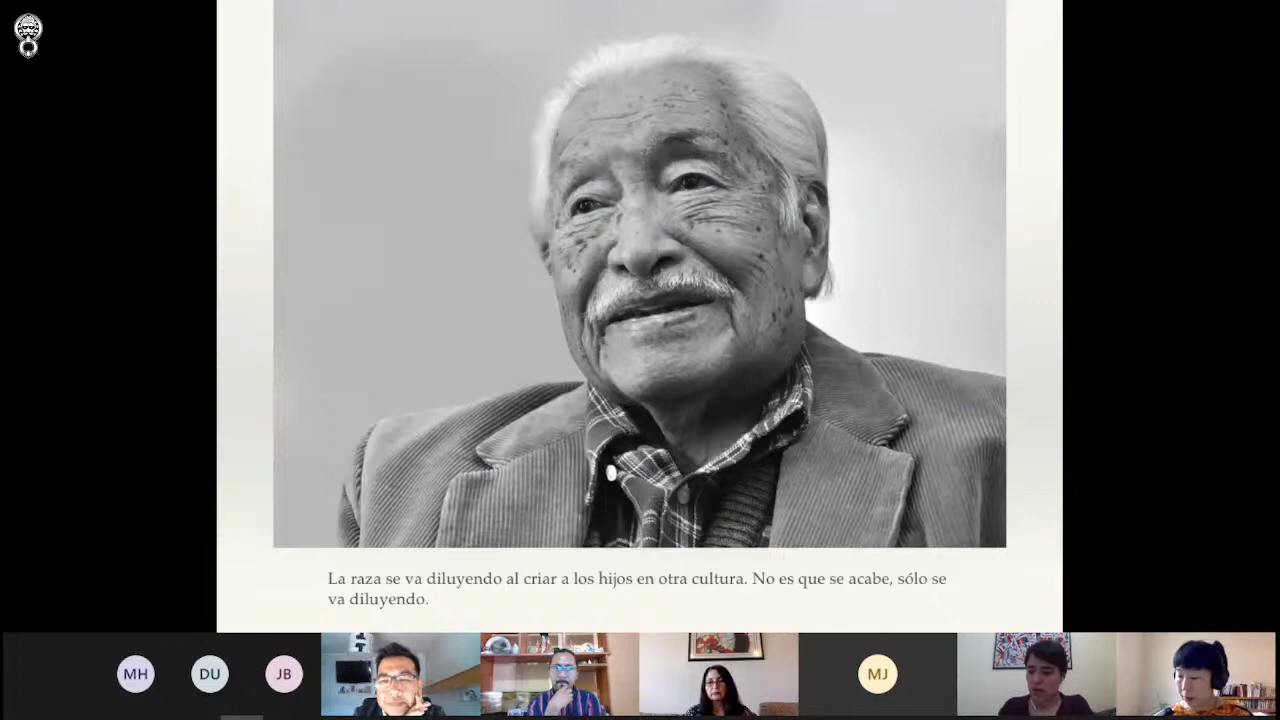 La raza se va diluyendo al criar a los hijos en otra cultura. No es que se acabe, sólo se
va diluyendo.
MH
DU
JB
MJ